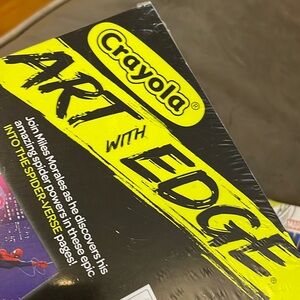 Crayola
ART WITH EDGE
Join Miles Morales as he discovers his
amazing spider powers in these epic
INTO THE SPIDER-VERSE pages!